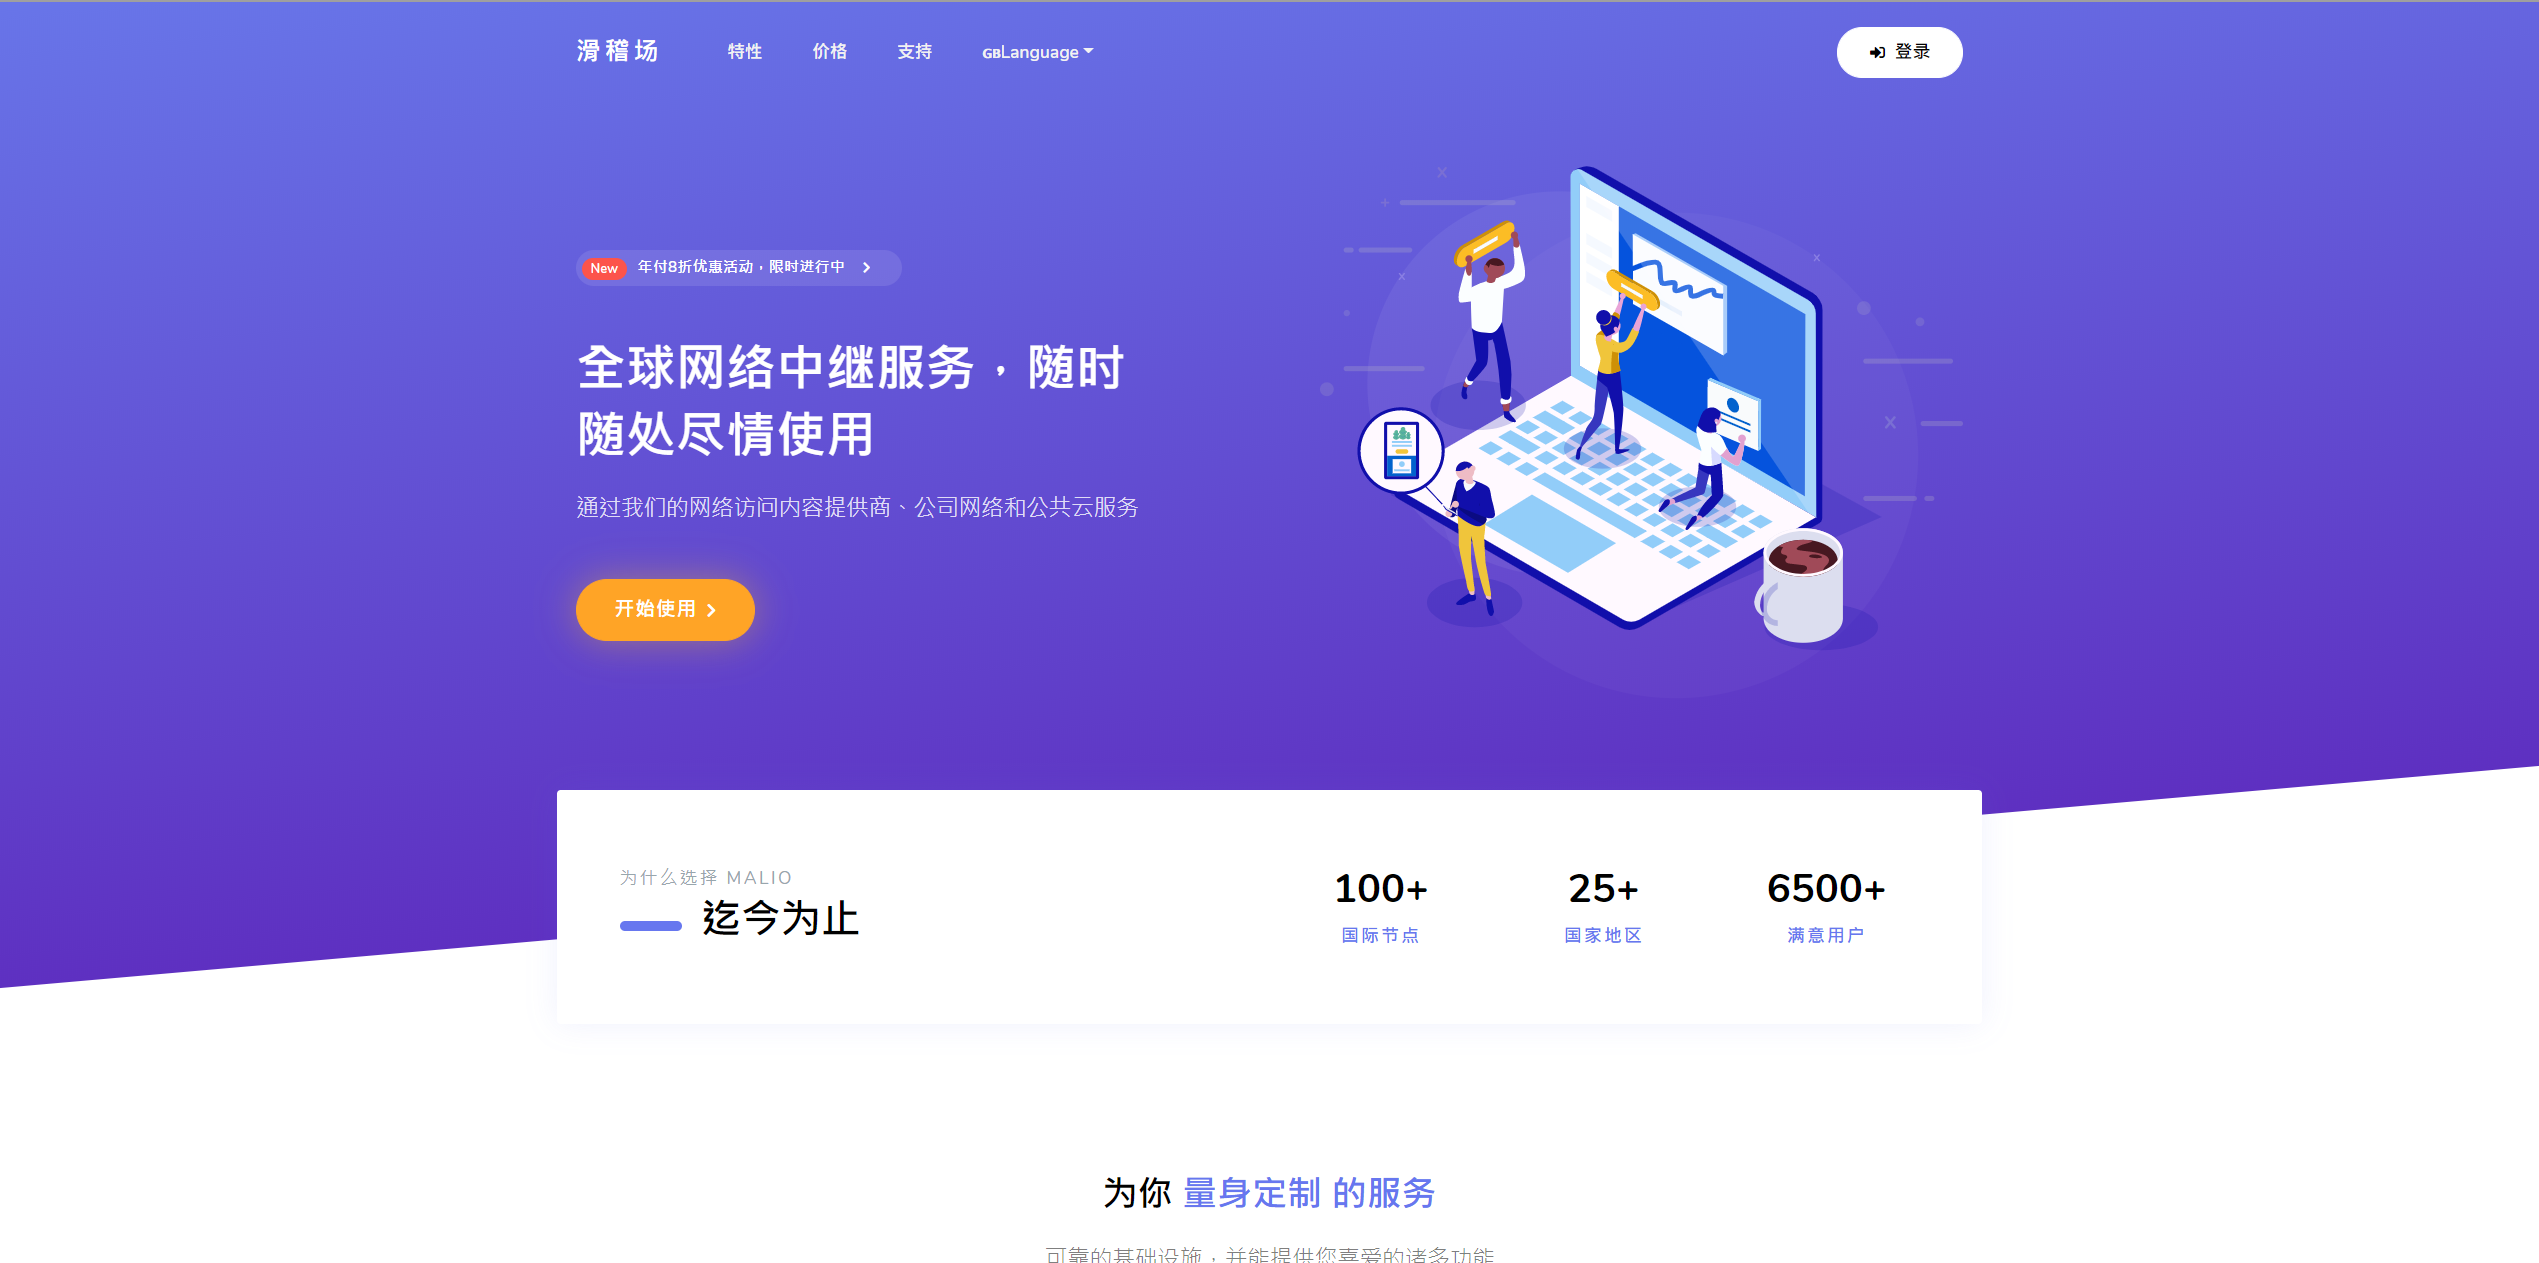 滑稽场
特性
价格
支持
GBLanguage
登录
New 年付8折优惠活动，限时进行中
全球网络中继服务，随时
随处尽情使用
通过我们的网络访问内容提供商、公司网络和公共云服务
开始使用
为什么选择 MALIO
迄今为止
100+
国际节点
25+
国家地区
6500+
满意用户
为你 量身定制 的服务
可靠的基础设施，并能提供您喜爱的诸多功能